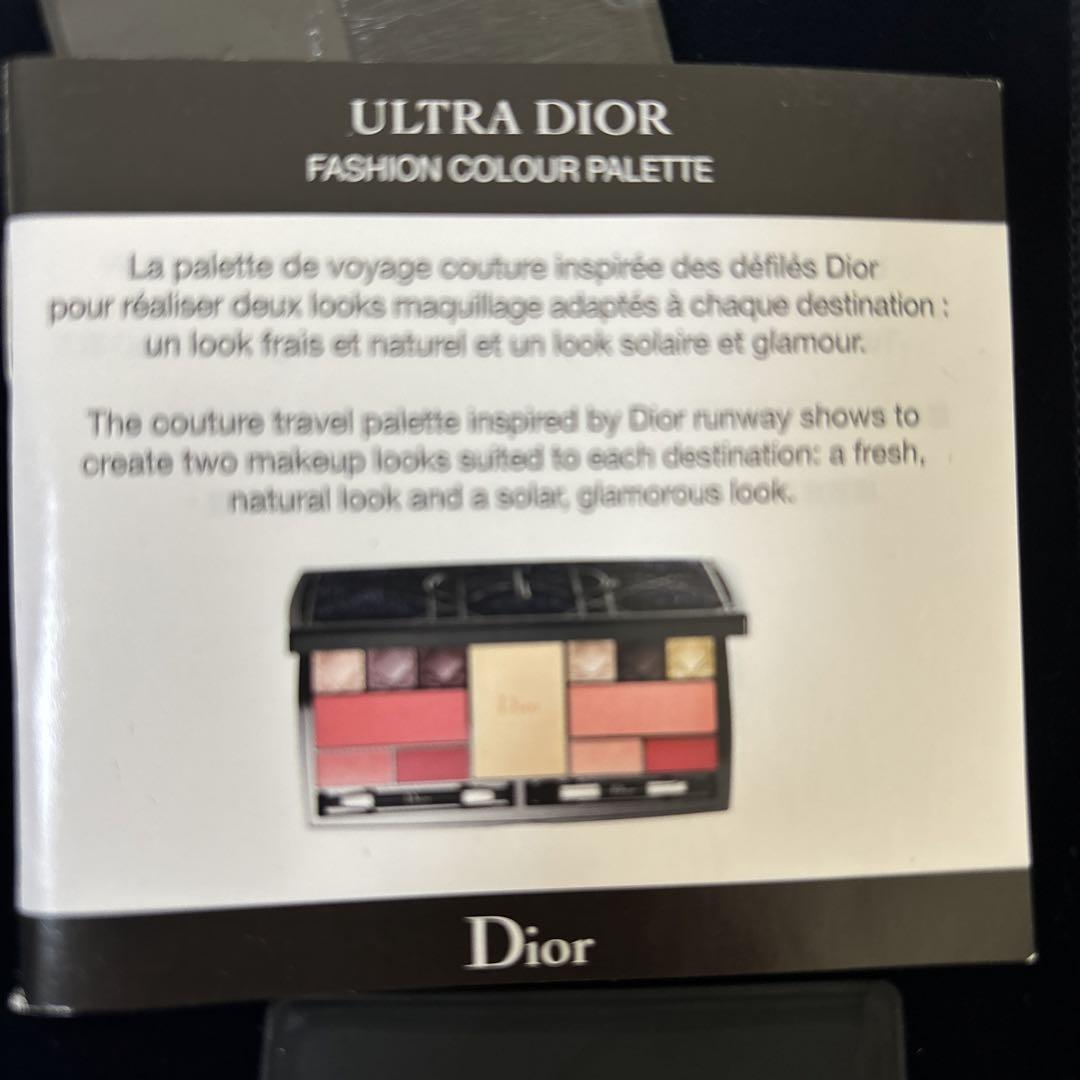 ULTRA DIOR
FASHION COLOUR PALETTE
La palette de voyage couture inspirée des défilés Dior
pour réaliser deux looks maquillage adaptés à chaque destination :
un look frais et naturel et un look solaire et glamour.
The couture travel palette inspired by Dior runway shows to
create two makeup looks suited to each destination: a fresh,
natural look and a solar, glamorous look.
Dior
Dior